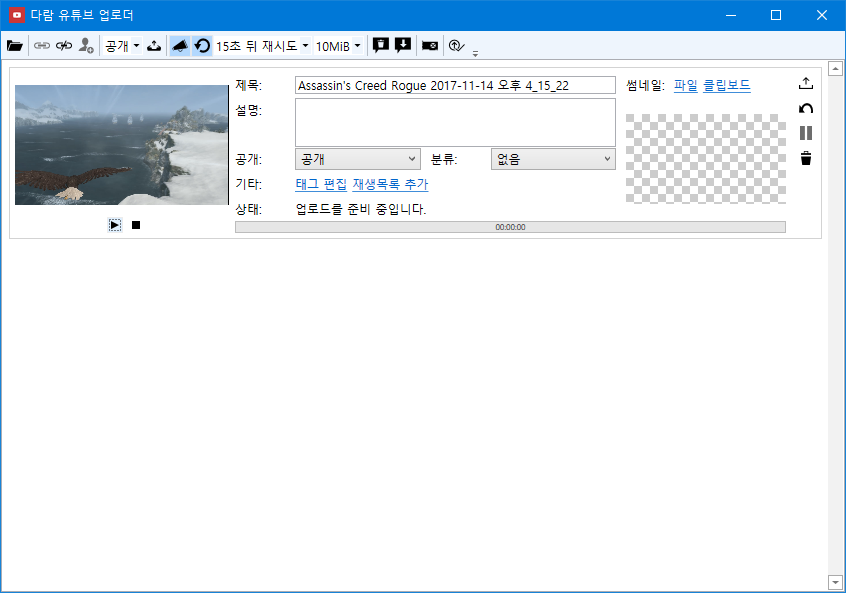 다람 유튜브 업로더
공개 15초 뒤 재시도 10MiB
제목: Assassin's Creed Rogue 2017-11-14 오후 4_15_22 썸네일: 파일 클립보드
설명:
공개: 공개 분류: 없음
기타: 태그 편집 재생목록 추가
상태: 업로드를 준비 중입니다.
00:00:00